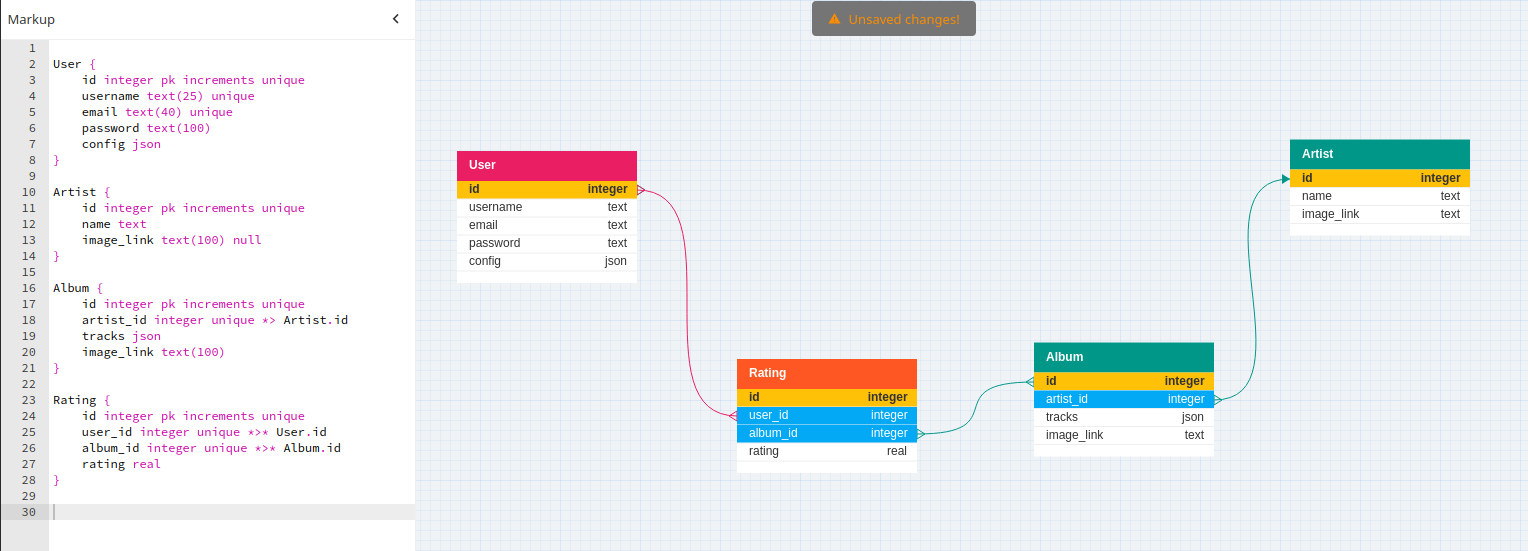 Markup
Unsaved changes!
1
2 User {
3 id integer pk increments unique
4 username text(25) unique
5 email text(40) unique
6 password text(100)
7 config json
8 }
9
10 Artist {
11 id integer pk increments unique
12 name text
13 image_link text(100) null
14 }
15
16 Album {
17 id integer pk increments unique
18 artist_id integer unique *> Artist.id
19 tracks json
20 image_link text(100)
21 }
22
23 Rating {
24 id integer pk increments unique
25 user_id integer unique *>* User.id
26 album_id integer unique *>* Album.id
27 rating real
28 }
29
30
User
id integer
username text
email text
password text
config json
Rating
id integer
user_id integer
album_id integer
rating real
Album
id integer
artist_id integer
tracks json
image_link text
Artist
id integer
name text
image_link text